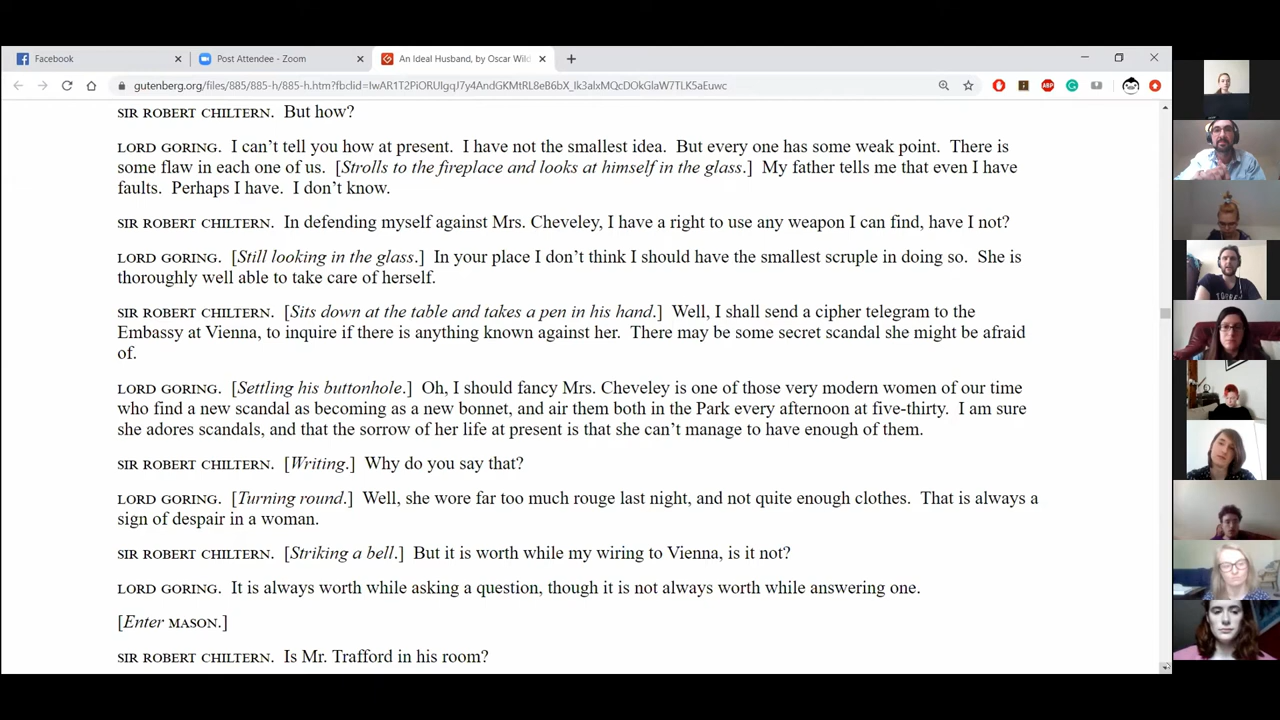 Facebook
Post Attendee - Zoom
An Ideal Husband, by Oscar Wild
gutenberg.org/files/885/885-h/885-h.htm?fbclid=
SIR ROBERT CHILTERN. But how?
LORD GORING. I can't tell you how at present. I have not the smallest idea. But every one has some weak point. There is
some flaw in each one of us. [Strolls to the fireplace and looks at himself in the glass.] My father tells me that even I have
faults. Perhaps I have. I don't know.
SIR ROBERT CHILTERN. In defending myself against Mrs. Cheveley, I have a right to use any weapon I can find, have I not?
LORD GORING. [Still looking in the glass.] In your place I don't think I should have the smallest scruple in doing so. She is
thoroughly well able to take care of herself.
SIR ROBERT CHILTERN. [Sits down at the table and takes a pen in his hand.] Well, I shall send a cipher telegram to the
Embassy at Vienna, to inquire if there is anything known against her. There may be some secret scandal she might be afraid
of.
LORD GORING. [Settling his buttonhole.] Oh, I should fancy Mrs. Cheveley is one of those very modern women of our time
who find a new scandal as becoming as a new bonnet, and air them both in the Park every afternoon at five-thirty. I am sure
she adores scandals, and that the sorrow of her life at present is that she can't manage to have enough of them.
SIR ROBERT CHILTERN. [Writing.] Why do you say that?
LORD GORING. [Turning round.] Well, she wore far too much rouge last night, and not quite enough clothes. That is always a
sign of despair in a woman.
SIR ROBERT CHILTERN. [Striking a bell.] But it is worth while my wiring to Vienna, is it not?
LORD GORING. It is always worth while asking a question, though it is not always worth while answering one.
[Enter MASON.]
SIR ROBERT CHILTERN. Is Mr. Trafford in his room?